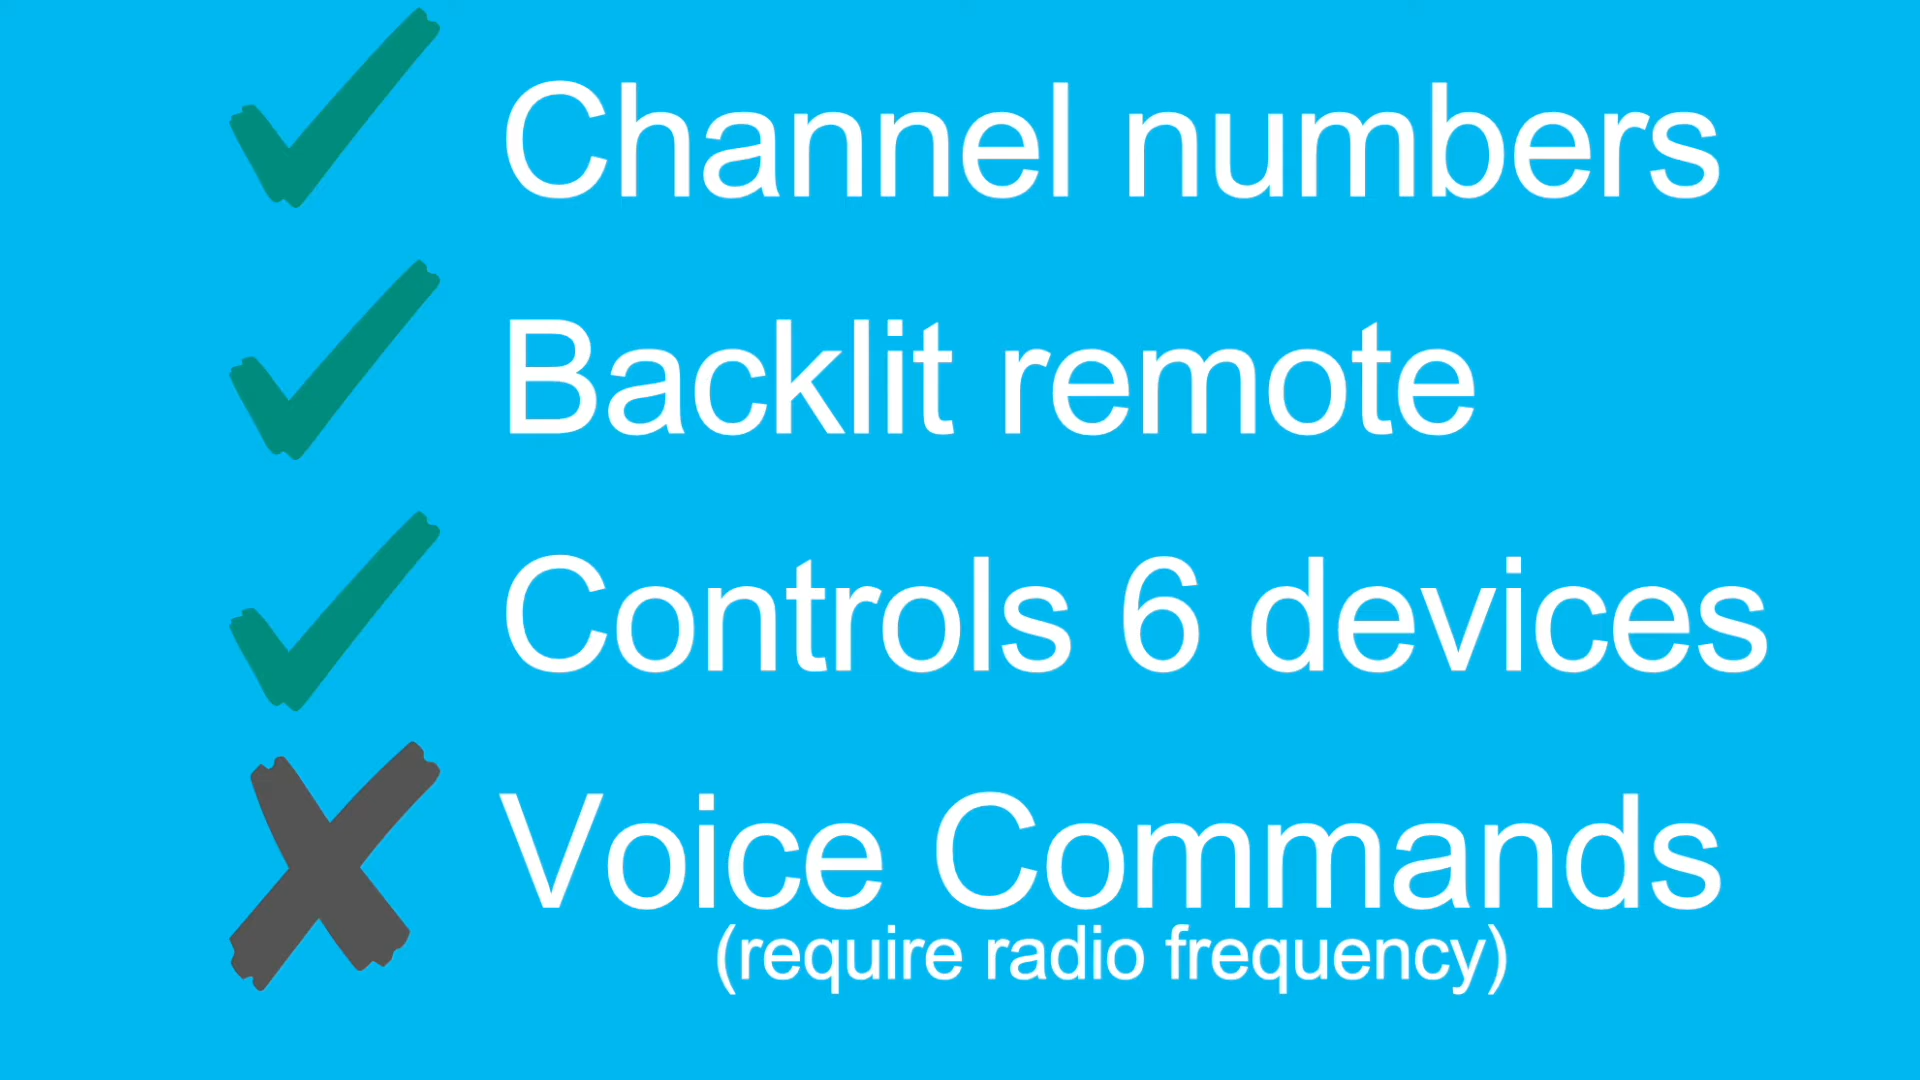 Channel numbers
Backlit remote
Controls 6 devices
Voice Commands
(require radio frequency)